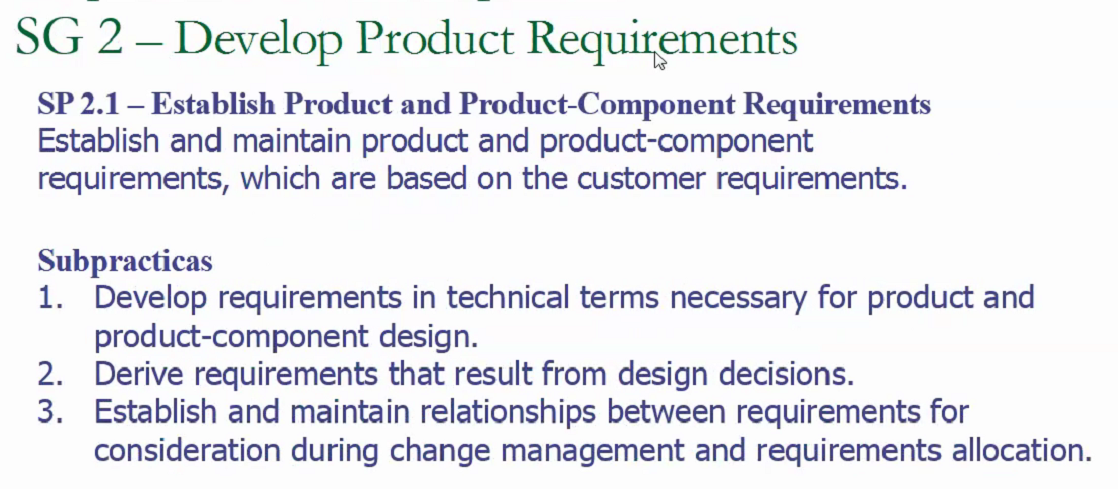 SG 2 – Develop Product Requirements
SP 2.1 – Establish Product and Product-Component Requirements
Establish and maintain product and product-component
requirements, which are based on the customer requirements.
Subpracticas
1. Develop requirements in technical terms necessary for product and
product-component design.
2. Derive requirements that result from design decisions.
3. Establish and maintain relationships between requirements for
consideration during change management and requirements allocation.